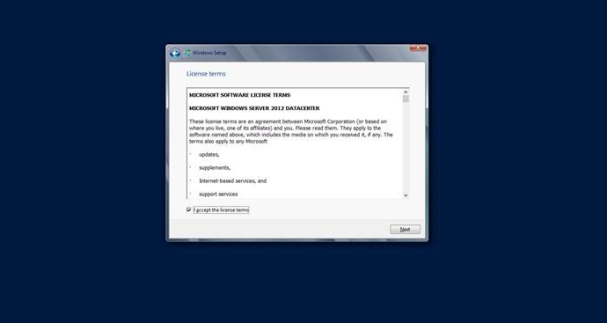 Windows Setup
License terms
MICROSOFT SOFTWARE LICENSE TERMS
MICROSOFT WINDOWS SERVER 2012 DATACENTER
These license terms are an agreement between Microsoft Corporation (or based on
where you live, one of its affiliates) and you. Please read them. They apply to the
software named above, which includes the media on which you received it, if any. The
terms also apply to any Microsoft
· updates,
· supplements,
· Internet-based services, and
· support services
I accept the license terms
Next